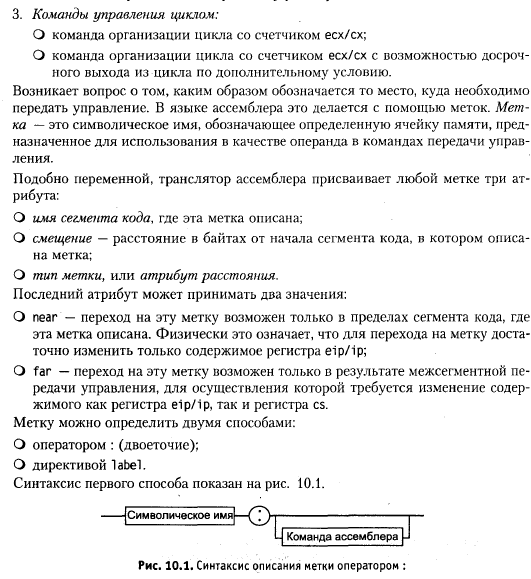 3. Команды управления циклом:
О команда организации цикла со счетчиком ecx/cx;
О команда организации цикла со счетчиком ecx/cx с возможностью досроч-
ного выхода из цикла по дополнительному условию.
Возникает вопрос о том, каким образом обозначается то место, куда необходимо
передать управление. В языке ассемблера это делается с помощью меток. Мет-
ка — это символическое имя, обозначающее определенную ячейку памяти, пред-
назначенное для использования в качестве операнда в командах передачи управ-
ления.
Подобно переменной, транслятор ассемблера присваивает любой метке три ат-
рибута:
О имя сегмента кода, где эта метка описана;
О смещение — расстояние в байтах от начала сегмента кода, в котором описа-
на метка;
О тип метки, или атрибут расстояния.
Последний атрибут может принимать два значения:
О near — переход на эту метку возможен только в пределах сегмента кода, где
эта метка описана. Физически это означает, что для перехода на метку доста-
точно изменить только содержимое регистра eip/ip;
О far — переход на эту метку возможен только в результате межсегментной пе-
редачи управления, для осуществления которой требуется изменение содер-
жимого как регистра eip/ip, так и регистра cs.
Метку можно определить двумя способами:
О оператором : (двоеточие);
О директивой label.
Синтаксис первого способа показан на рис. 10.1.
Символическое имя :
Команда ассемблера
Рис. 10.1. Синтаксис описания метки оператором :